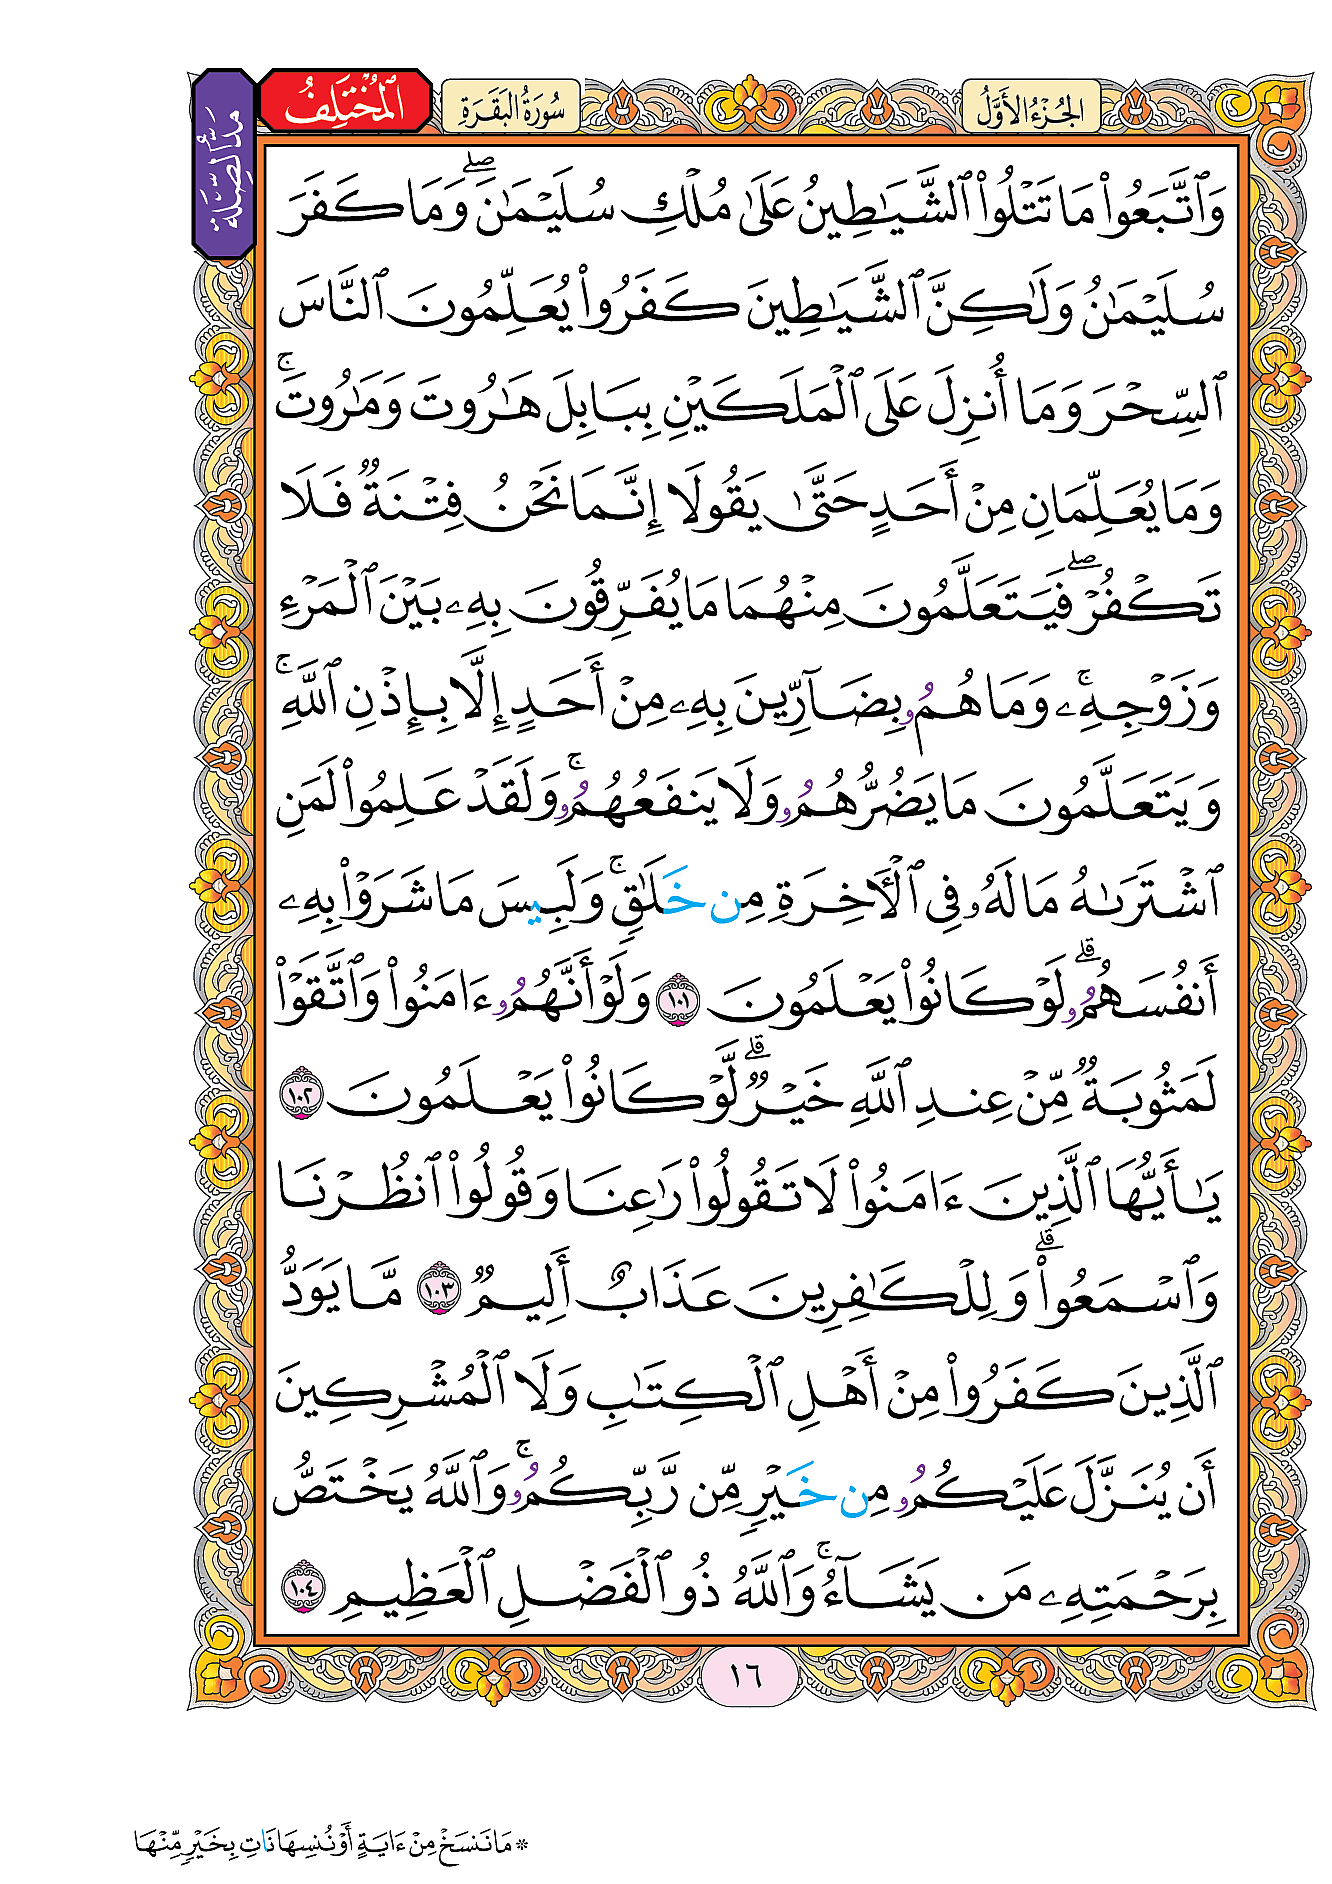 الجُزْءُ الأَوَّلُ
سُورَةُ البَقَرَةِ
المُخْتَلِفُ
مَدُّ الصِّلَة
وَٱتَّبَعُوا۟ مَا تَتْلُوا۟ ٱلشَّيَٰطِينُ عَلَىٰ مُلْكِ سُلَيْمَٰنَۖ وَمَا كَفَرَ
سُلَيْمَٰنُ وَلَٰكِنَّ ٱلشَّيَٰطِينَ كَفَرُوا۟ يُعَلِّمُونَ ٱلنَّاسَ
ٱلسِّحْرَ وَمَا أُنزِلَ عَلَى ٱلْمَلَكَيْنِ بِبَابِلَ هَٰرُوتَ وَمَٰرُوتَۚ
وَمَا يُعَلِّمَانِ مِنْ أَحَدٍ حَتَّىٰ يَقُولَا إِنَّمَا نَحْنُ فِتْنَةٌ فَلَا
تَكْفُرْۖ فَيَتَعَلَّمُونَ مِنْهُمَا مَا يُفَرِّقُونَ بِهِۦ بَيْنَ ٱلْمَرْءِ
وَزَوْجِهِۦۚ وَمَا هُمُۥ بِضَآرِّينَ بِهِۦ مِنْ أَحَدٍ إِلَّا بِإِذْنِ ٱللَّهِۚ
وَيَتَعَلَّمُونَ مَا يَضُرُّهُمُۥ وَلَا يَنفَعُهُمُۥۚ وَلَقَدْ عَلِمُوا۟ لَمَنِ
ٱشْتَرَىٰهُ مَا لَهُۥ فِى ٱلْأَخِرَةِ مِن خَلَٰقٍۚ وَلَبِيسَ مَا شَرَوْا۟ بِهِۦ
أَنفُسَهُمُۥۗ لَوْ كَانُوا۟ يَعْلَمُونَ ١٠١ وَلَوْ أَنَّهُمُۥ ءَامَنُوا۟ وَٱتَّقَوْا۟
لَمَثُوبَةٌ مِّنْ عِندِ ٱللَّهِ خَيْرٌۗ لَّوْ كَانُوا۟ يَعْلَمُونَ ١٠٢
يَٰأَيُّهَا ٱلَّذِينَ ءَامَنُوا۟ لَا تَقُولُوا۟ رَٰعِنَا وَقُولُوا۟ ٱنظُرْنَا
وَٱسْمَعُوا۟ۗ وَلِلْكَٰفِرِينَ عَذَابٌ أَلِيمٌ ١٠٣ مَّا يَوَدُّ
ٱلَّذِينَ كَفَرُوا۟ مِنْ أَهْلِ ٱلْكِتَٰبِ وَلَا ٱلْمُشْرِكِينَ
أَن يُنَزَّلَ عَلَيْكُمُۥ مِن خَيْرٍ مِّن رَّبِّكُمُۥۚ وَٱللَّهُ يَخْتَصُّ
بِرَحْمَتِهِۦ مَن يَشَآءُۚ وَٱللَّهُ ذُو ٱلْفَضْلِ ٱلْعَظِيمِ ١٠٤
١٦
* مَا نَنسَخْ مِنْ ءَايَةٍ أَوْ نُنسِهَا نَاتِ بِخَيْرٍ مِّنْهَا